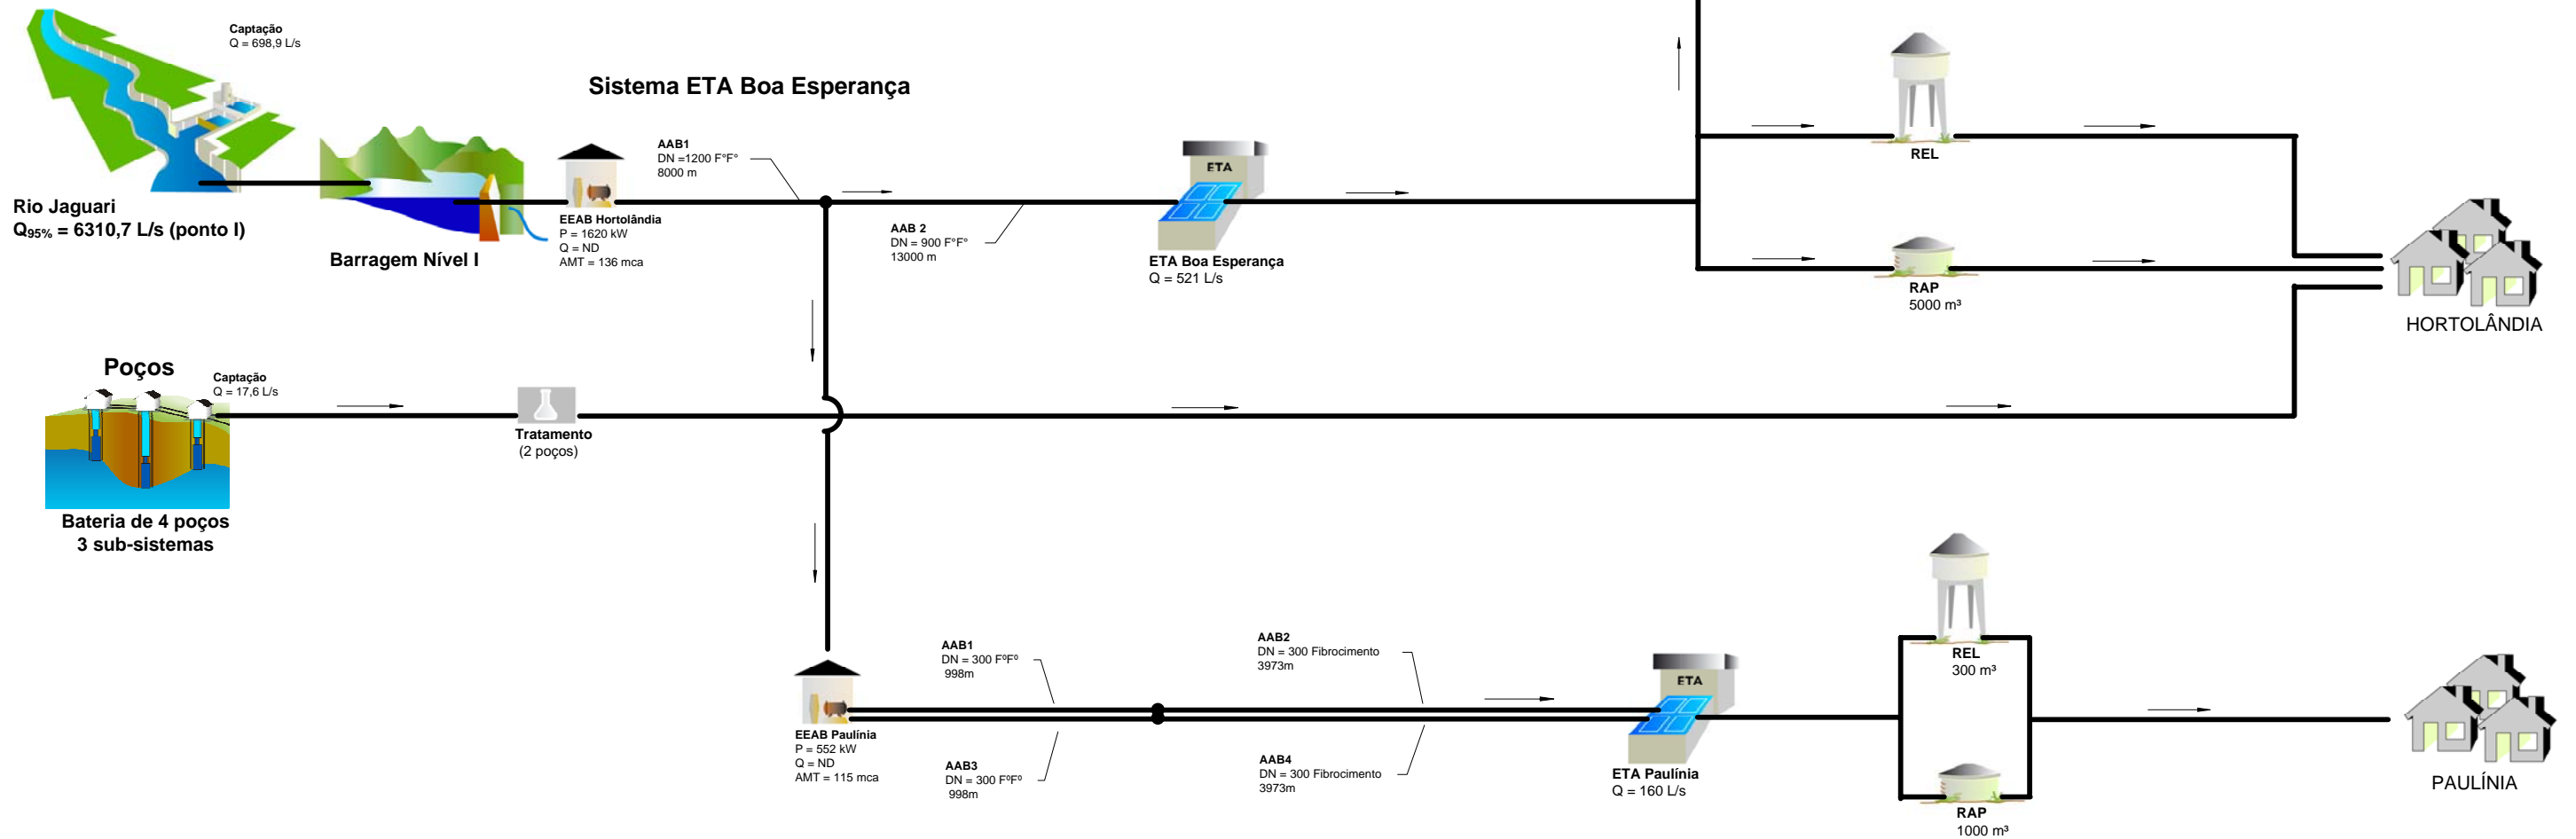 Captação
Q = 698,9 L/s
Sistema ETA Boa Esperança
Rio Jaguari
Q95% = 6310,7 L/s (ponto I)
Barragem Nível I
EEAB Hortolândia
P = 1620 kW
Q = ND
AMT = 136 mca
AAB1
DN =1200 F°F°
8000 m
AAB 2
DN = 900 F°F°
13000 m
ETA
ETA Boa Esperança
Q = 521 L/s
REL
RAP
5000 m³
HORTOLÂNDIA
Poços
Captação
Q = 17,6 L/s
Bateria de 4 poços
3 sub-sistemas
Tratamento
(2 poços)
EEAB Paulínia
P = 552 kW
Q = ND
AMT = 115 mca
AAB1
DN = 300 FºFº
998m
AAB3
DN = 300 FºFº
998m
AAB2
DN = 300 Fibrocimento
3973m
AAB4
DN = 300 Fibrocimento
3973m
ETA
ETA Paulínia
Q = 160 L/s
REL
300 m³
RAP
1000 m³
PAULÍNIA